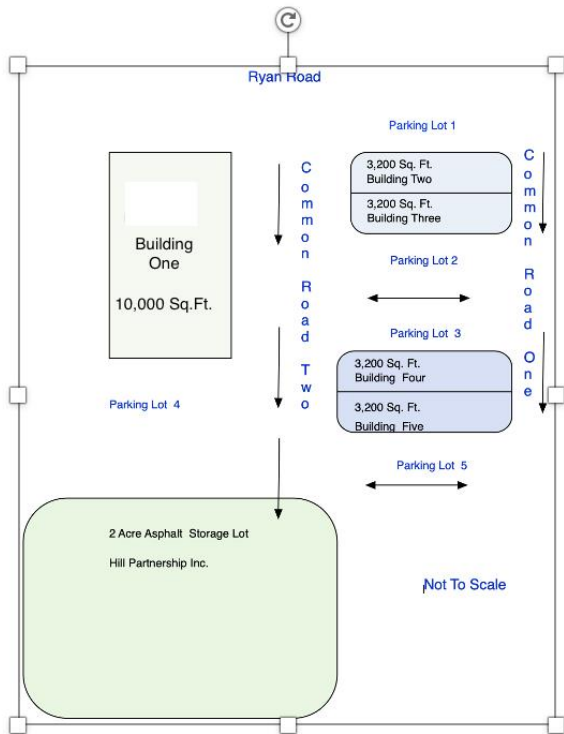 Ryan Road
Parking Lot 1
3,200 Sq. Ft.
Building Two
3,200 Sq. Ft.
Building Three
Building
One
10,000 Sq.Ft.
Common Road Two
Common Road One
Parking Lot 2
Parking Lot 3
3,200 Sq. Ft.
Building Four
3,200 Sq. Ft.
Building Five
Parking Lot 4
Parking Lot 5
2 Acre Asphalt Storage Lot
Hill Partnership Inc.
Not To Scale